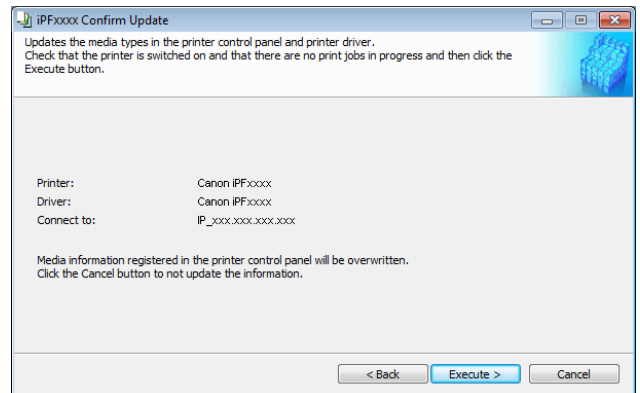 iPFxxxx Confirm Update
Updates the media types in the printer control panel and printer driver.
Check that the printer is switched on and that there are no print jobs in progress and then click the
Execute button.
Printer: Canon iPFxxxx
Driver: Canon iPFxxxx
Connect to: IP_xxx.xxx.xxx.xxx
Media information registered in the printer control panel will be overwritten.
Click the Cancel button to not update the information.
< Back Execute > Cancel